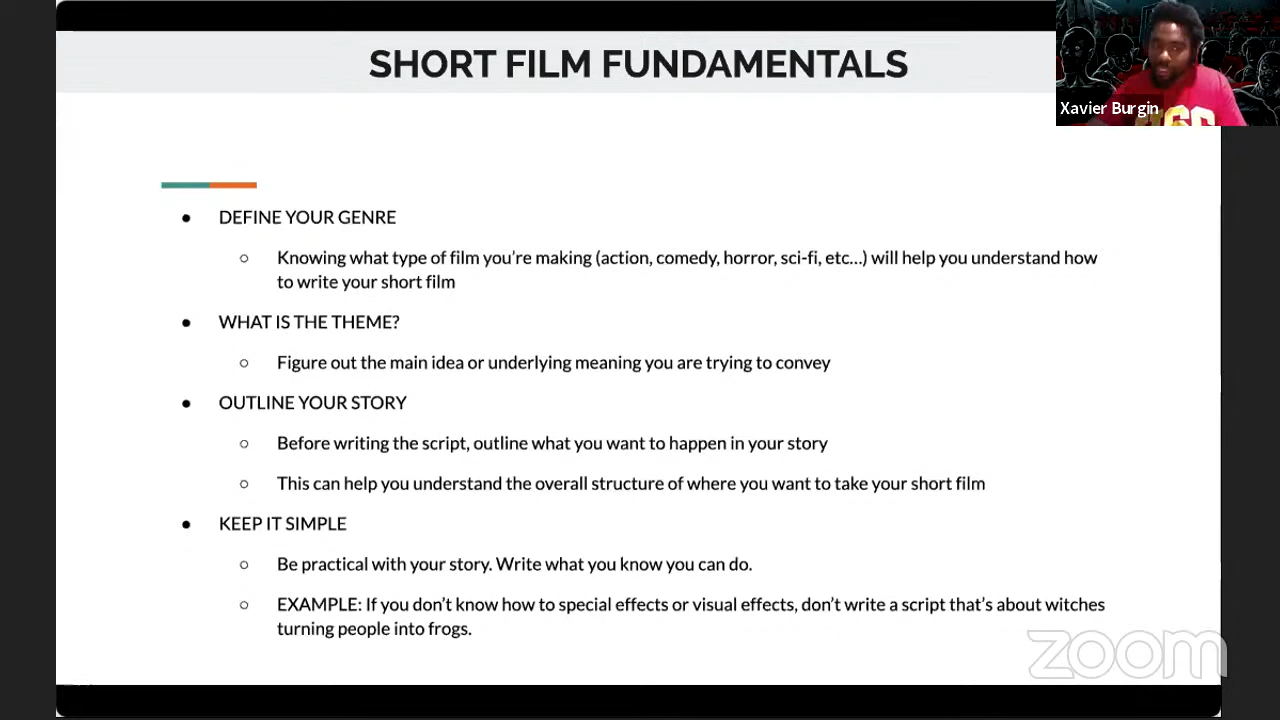 SHORT FILM FUNDAMENTALS
Xavier Burgin
● DEFINE YOUR GENRE
○ Knowing what type of film you're making (action, comedy, horror, sci-fi, etc...) will help you understand how
to write your short film
● WHAT IS THE THEME?
○ Figure out the main idea or underlying meaning you are trying to convey
● OUTLINE YOUR STORY
○ Before writing the script, outline what you want to happen in your story
○ This can help you understand the overall structure of where you want to take your short film
● KEEP IT SIMPLE
○ Be practical with your story. Write what you know you can do.
○ EXAMPLE: If you don't know how to special effects or visual effects, don't write a script that's about witches
turning people into frogs.
zoom